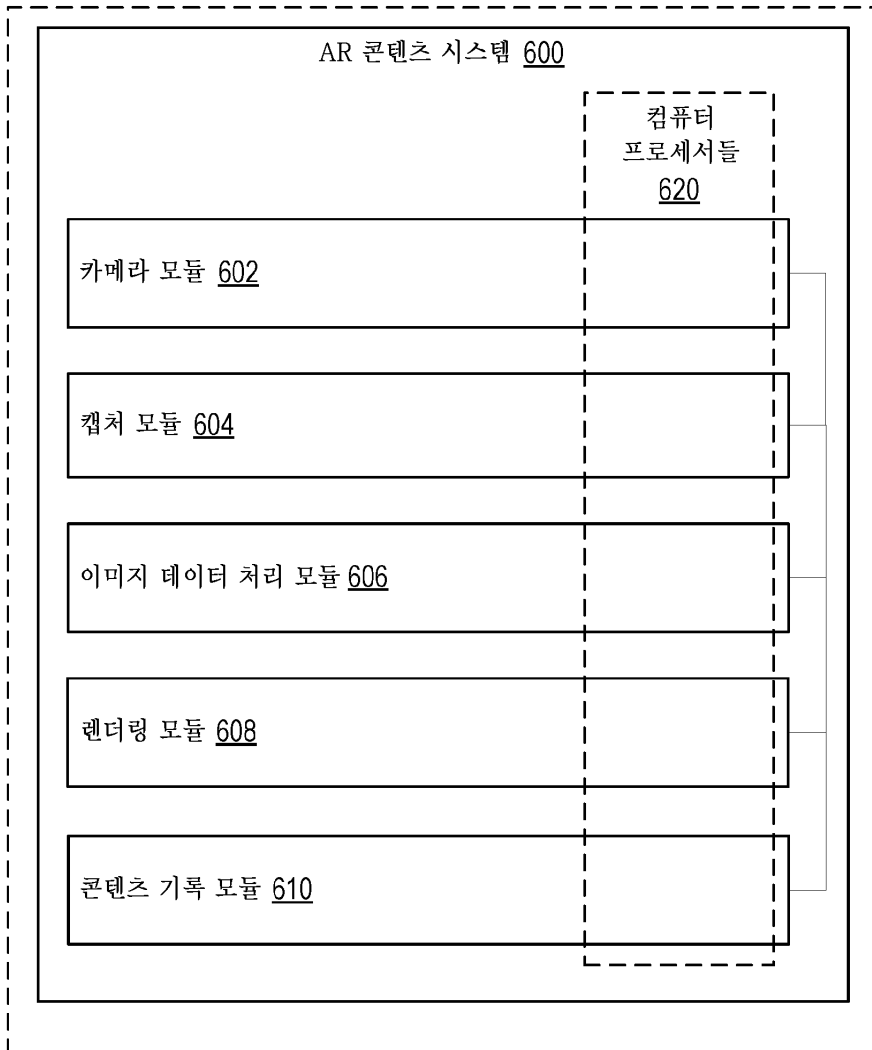 AR 콘텐츠 시스템 600
컴퓨터
프로세서들
620
카메라 모듈 602
캡처 모듈 604
이미지 데이터 처리 모듈 606
렌더링 모듈 608
콘텐츠 기록 모듈 610